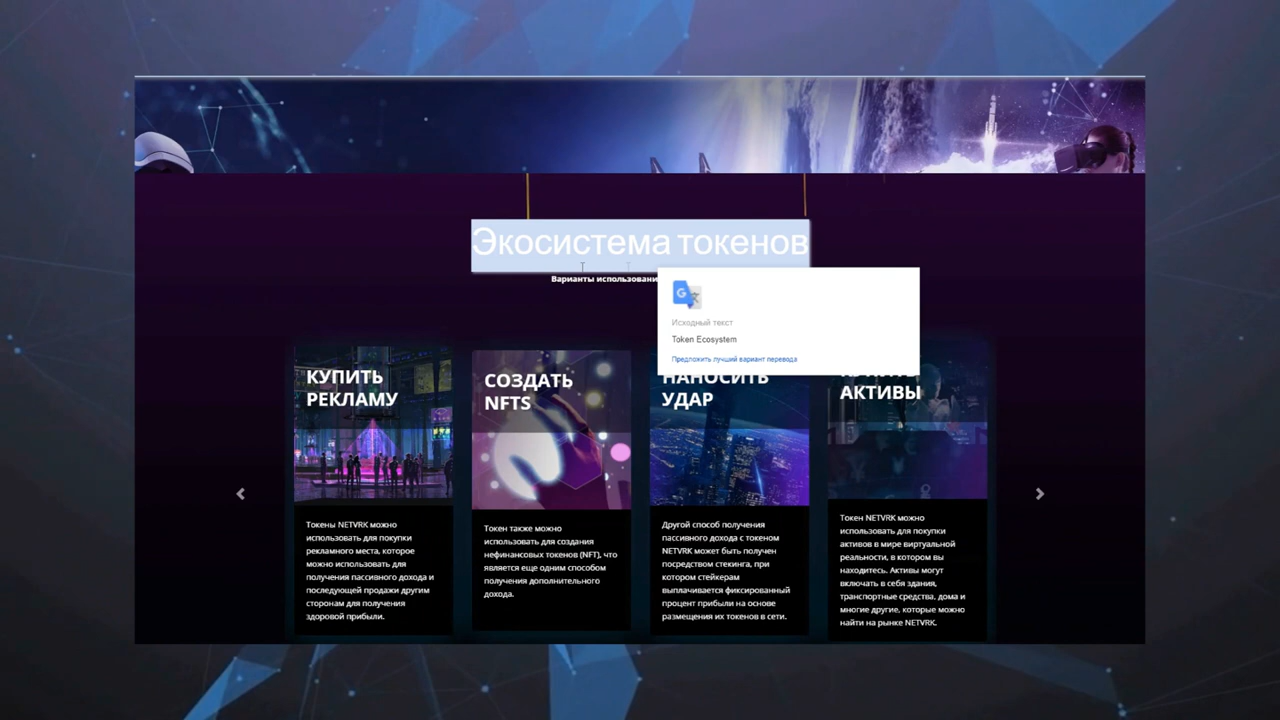 Экосистема токенов
Варианты использовани
Исходный текст
Token Ecosystem
Предложить лучший вариант перевода
КУПИТЬ
РЕКЛАМУ
Токены NETVRK можно
использовать для покупки
рекламного места, которое
можно использовать для
получения пассивного дохода и
последующей продажи другим
сторонам для получения
здоровой прибыли.
СОЗДАТЬ
NFTS
Токен также можно
использовать для создания
нефинансовых токенов (NFT), что
является еще одним способом
получения дополнительного
дохода.
НАНОСИТЬ
УДАР
Другой способ получения
пассивного дохода с токеном
NETVRK может быть получен
посредством стекинга, при
котором стейкерам
выплачивается фиксированный
процент прибыли на основе
размещения их токенов в сети.
АКТИВЫ
Токен NETVRK можно
использовать для покупки
активов в мире виртуальной
реальности, в котором вы
находитесь. Активы могут
включать в себя здания,
транспортные средства, дома и
многие другие, которые можно
найти на рынке NETVRK.